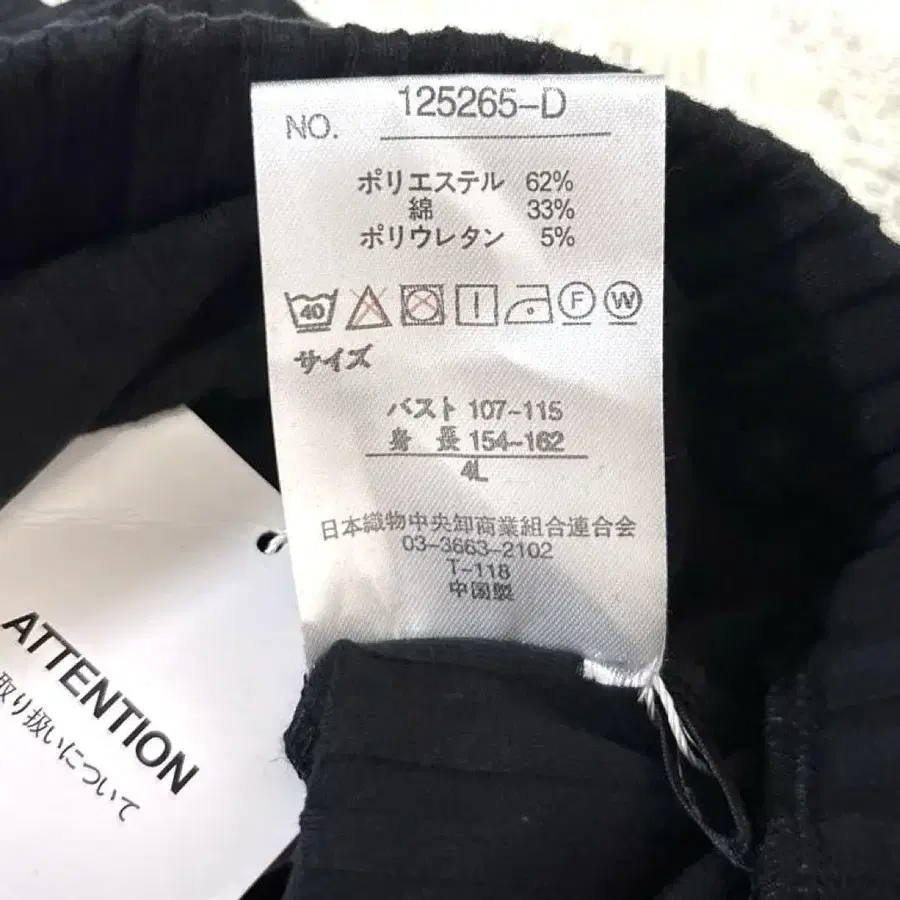 NO. 125265-D
ポリエステル 62%
綿 33%
ポリウレタン 5%
40 F W
サイズ
バスト 107~115
身 長 154~162
4L
日本織物中央卸商業組合連合会
03-3663-2102
T-118
中国製
ATTENTION
取り扱いについて